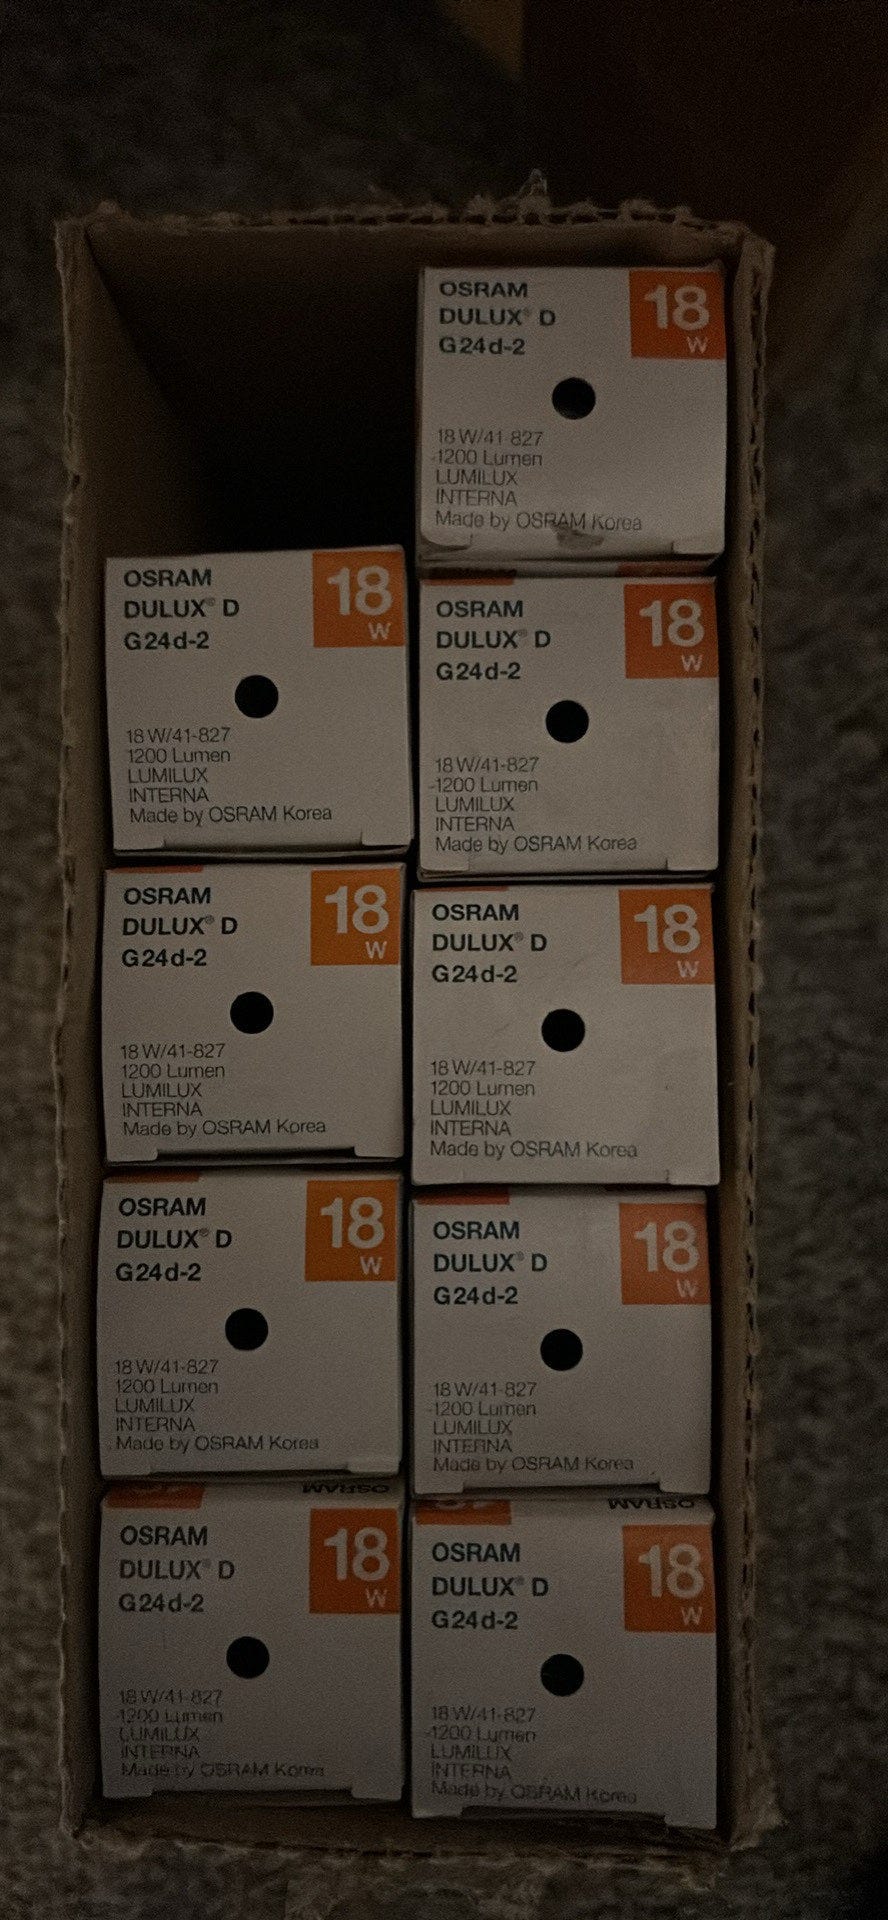 OSRAM
DULUX® D
G24d-2
18
W
18 W/41-827
1200 Lumen
LUMILUX
INTERNA
Made by OSRAM Korea
OSRAM
DULUX® D
G24d-2
18
W
18 W/41-827
1200 Lumen
LUMILUX
INTERNA
Made by OSRAM Korea
OSRAM
DULUX® D
G24d-2
18
W
18 W/41-827
1200 Lumen
LUMILUX
INTERNA
Made by OSRAM Korea
OSRAM
DULUX® D
G24d-2
18
W
18 W/41-827
1200 Lumen
LUMILUX
INTERNA
Made by OSRAM Korea
OSRAM
DULUX® D
G24d-2
18
W
18 W/41-827
1200 Lumen
LUMILUX
INTERNA
Made by OSRAM Korea
OSRAM
DULUX® D
G24d-2
18
W
18 W/41-827
1200 Lumen
LUMILUX
INTERNA
Made by OSRAM Korea
OSRAM
DULUX® D
G24d-2
18
W
18 W/41-827
1200 Lumen
LUMILUX
INTERNA
Made by OSRAM Korea
OSRAM
OSRAM
DULUX® D
G24d-2
18
W
18 W/41-827
1200 Lumen
LUMILUX
INTERNA
Made by OSRAM Korea
OSRAM
OSRAM
DULUX® D
G24d-2
18
W
18 W/41-827
1200 Lumen
LUMILUX
INTERNA
Made by OSRAM Korea